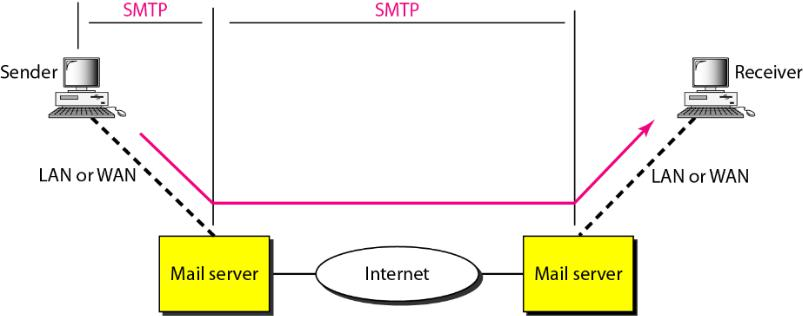 SMTP
SMTP
Sender
Receiver
LAN or WAN
LAN or WAN
Mail server
Internet
Mail server